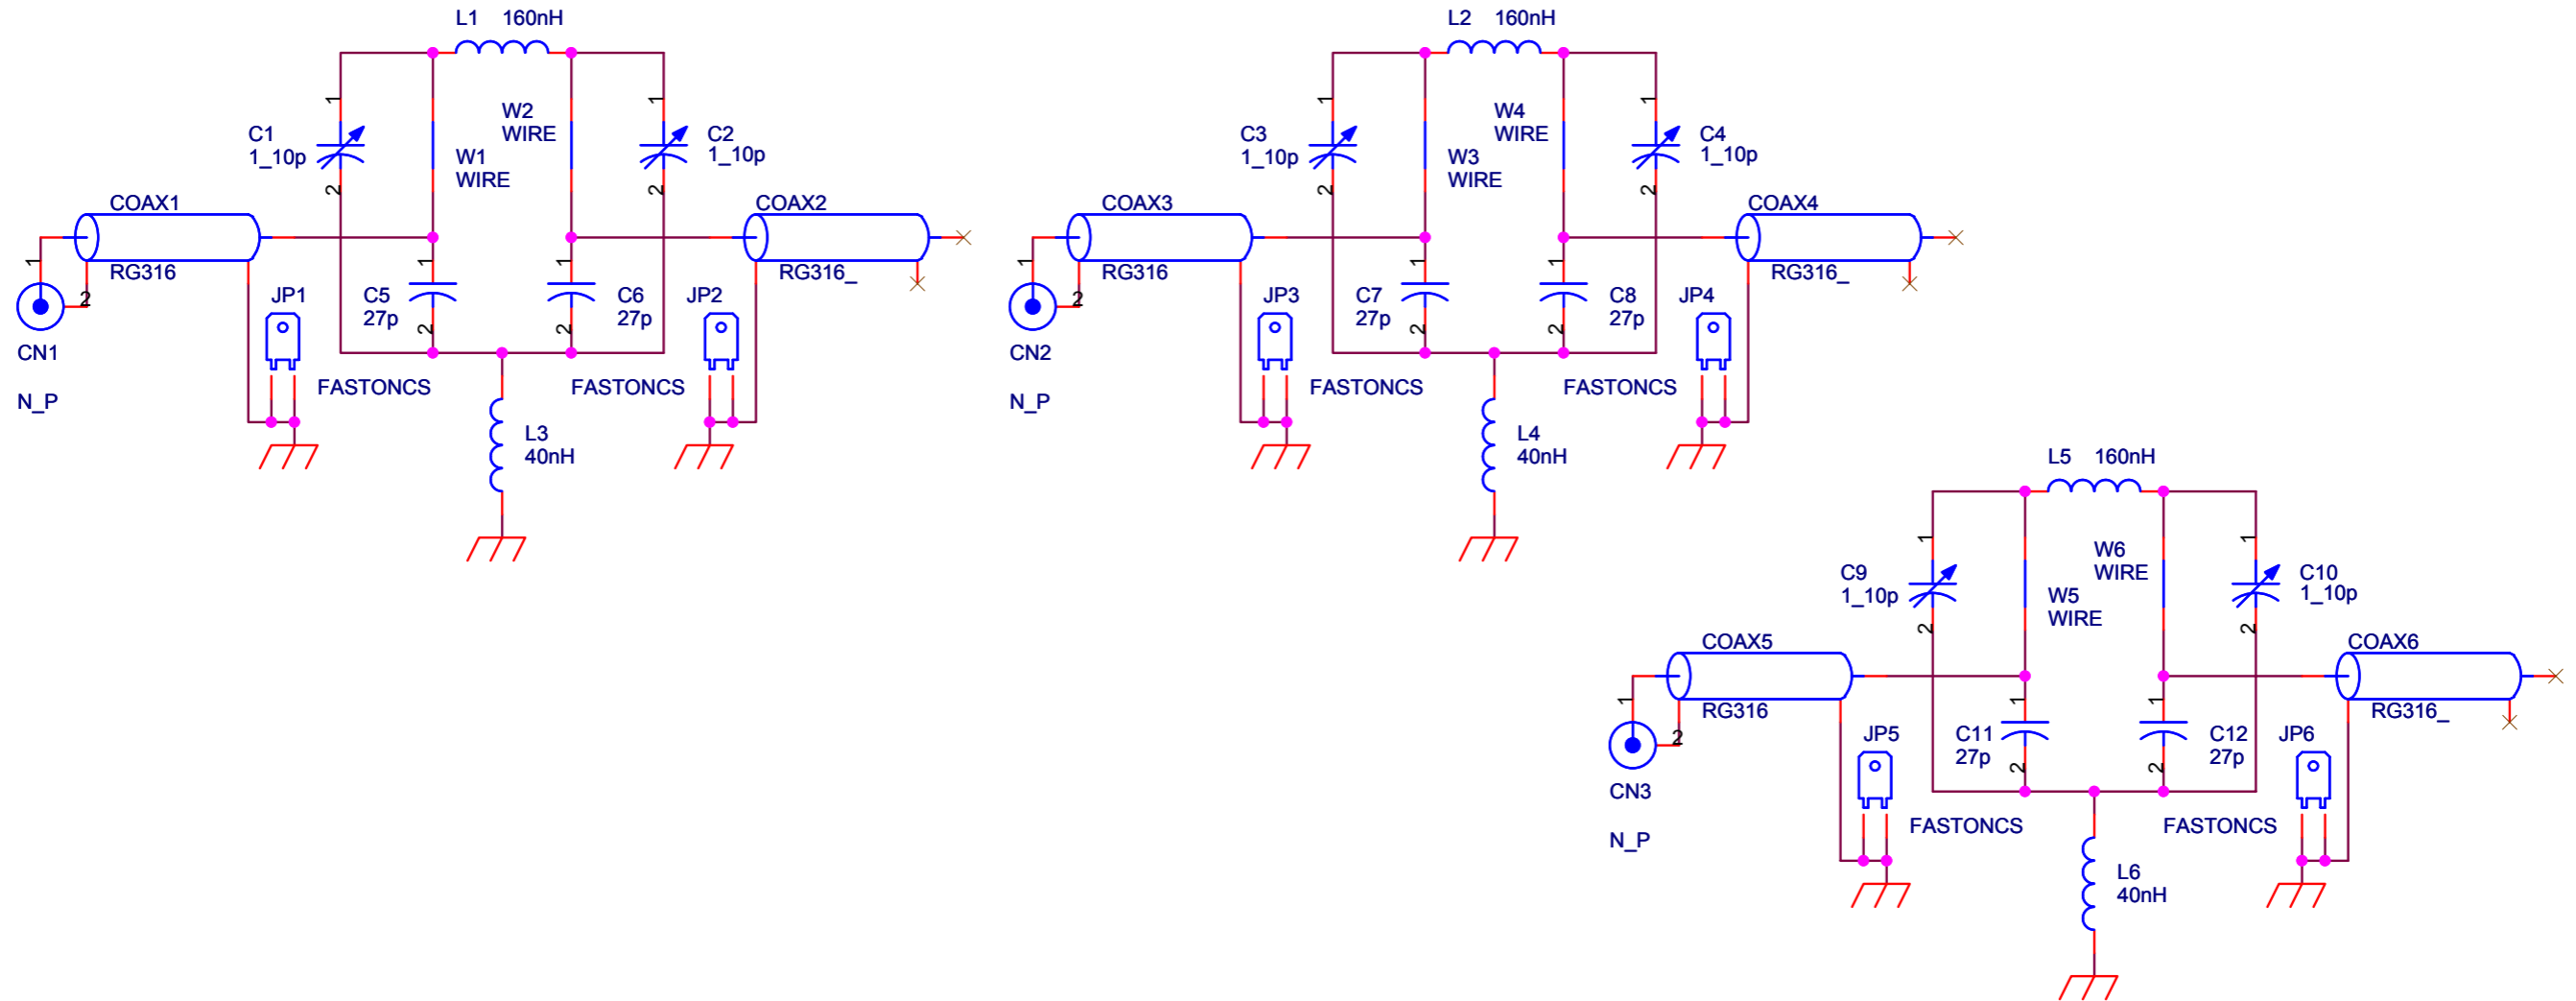 L1 160nH
W2
WIRE
C1
1_10p
C2
1_10p
W1
WIRE
1
2
1
2
COAX1
RG316
COAX2
RG316_
1
2
CN1
N_P
JP1
FASTONCS
C5
27p
1
2
C6
27p
1
2
JP2
FASTONCS
L3
40nH
L2 160nH
W4
WIRE
C3
1_10p
C4
1_10p
W3
WIRE
1
2
1
2
COAX3
RG316
COAX4
RG316_
1
2
CN2
N_P
JP3
FASTONCS
C7
27p
1
2
C8
27p
1
2
JP4
FASTONCS
L4
40nH
L5 160nH
W6
WIRE
C9
1_10p
C10
1_10p
W5
WIRE
1
2
1
2
COAX5
RG316
COAX6
RG316_
1
2
CN3
N_P
JP5
FASTONCS
C11
27p
1
2
C12
27p
1
2
JP6
FASTONCS
L6
40nH